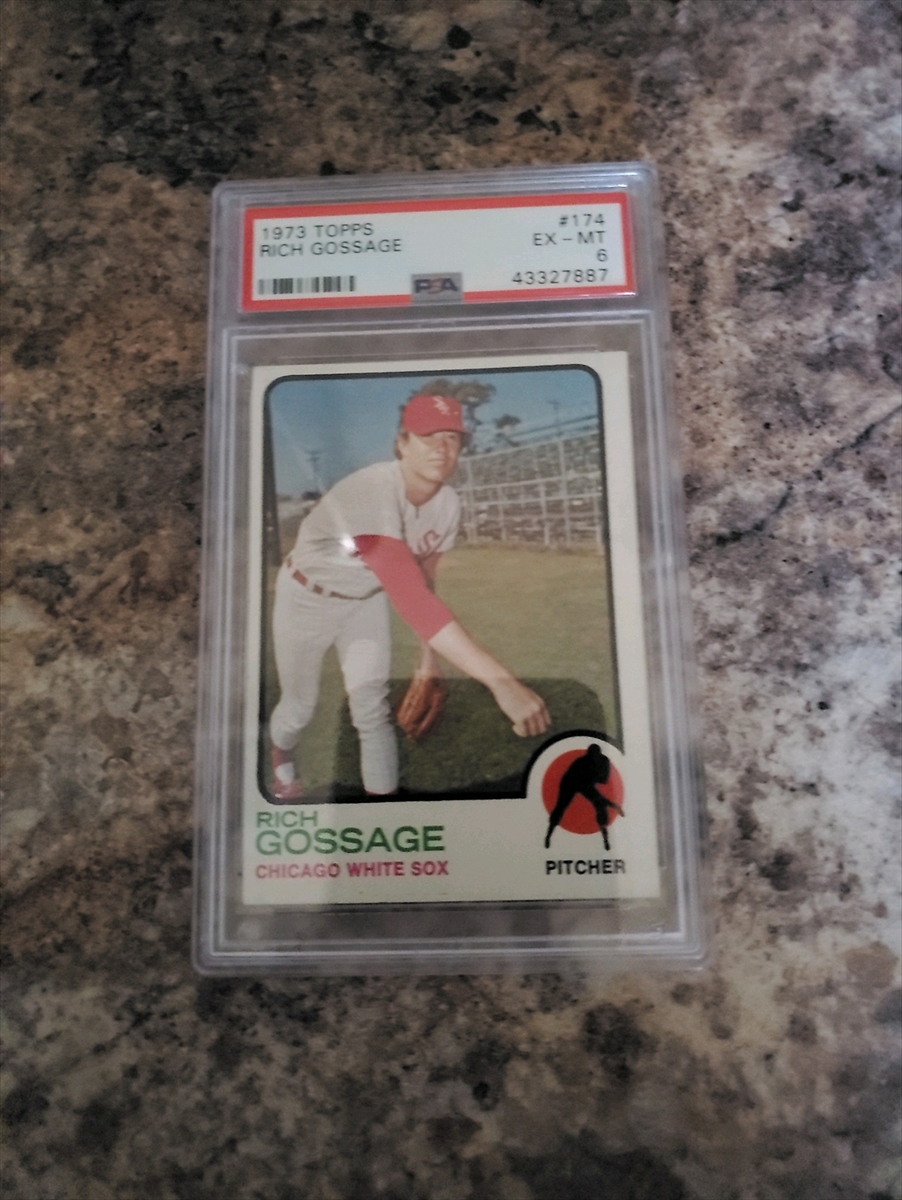 1973 TOPPS #174
RICH GOSSAGE EX - MT
6
43327887
PSA
RICH
GOSSAGE
CHICAGO WHITE SOX
PITCHER